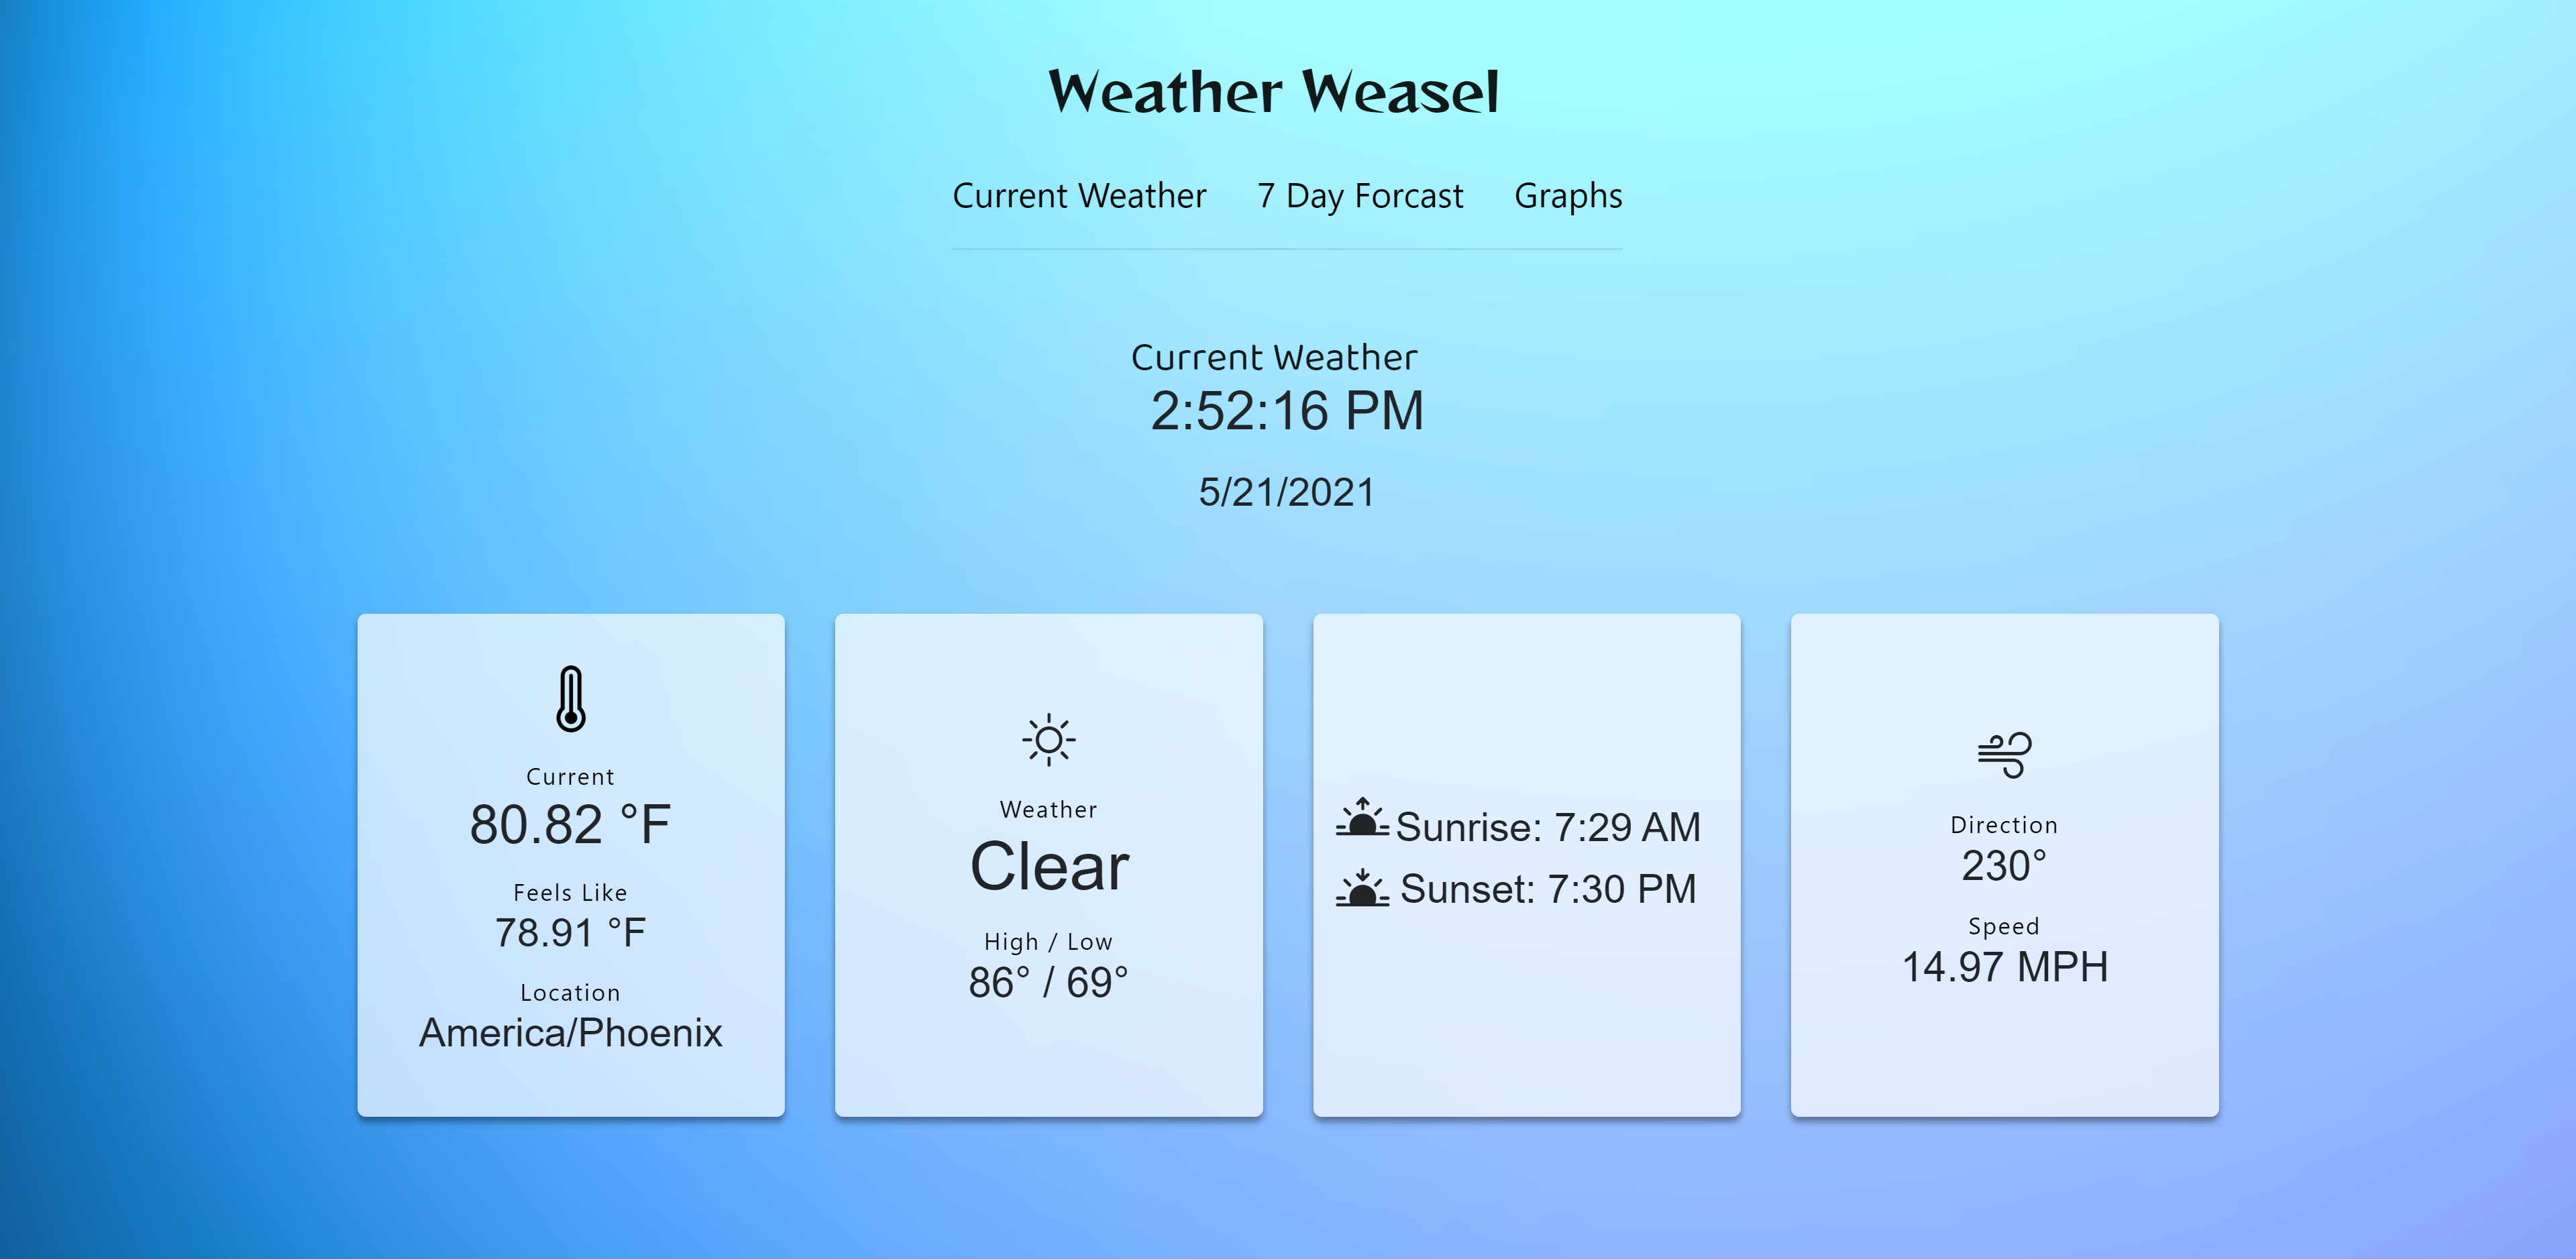 Weather Weasel
Current Weather 7 Day Forcast Graphs
Current Weather
2:52:16 PM
5/21/2021
Current
80.82 °F
Feels Like
78.91 °F
Location
America/Phoenix
Weather
Clear
High / Low
86° / 69°
Sunrise: 7:29 AM
Sunset: 7:30 PM
Direction
230°
Speed
14.97 MPH